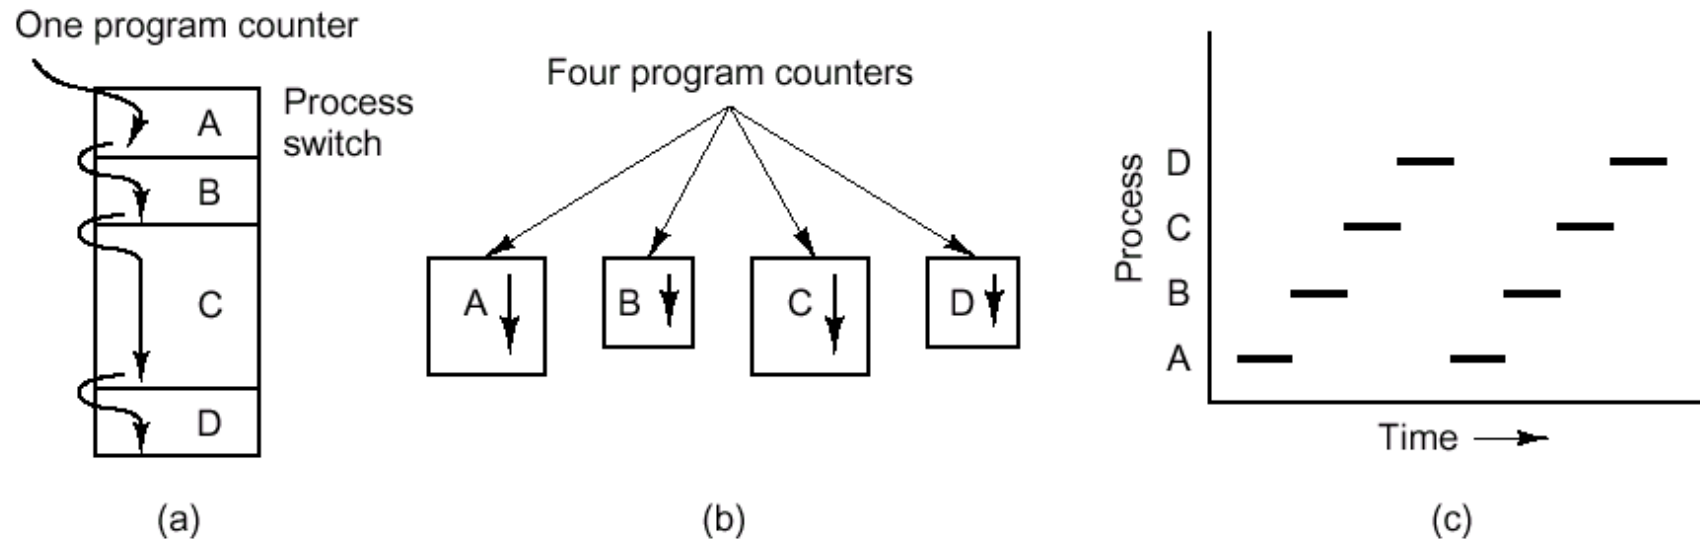 One program counter
Process
switch
A
B
C
D
(a)
Four program counters
A
B
C
D
(b)
Process
D
C
B
A
Time
(c)